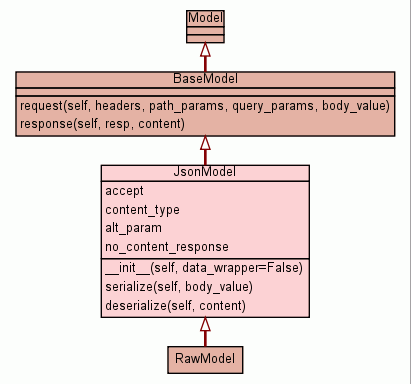 Model
BaseModel
request(self, headers, path_params, query_params, body_value)
response(self, resp, content)
JsonModel
accept
content_type
alt_param
no_content_response
__init__(self, data_wrapper=False)
serialize(self, body_value)
deserialize(self, content)
RawModel